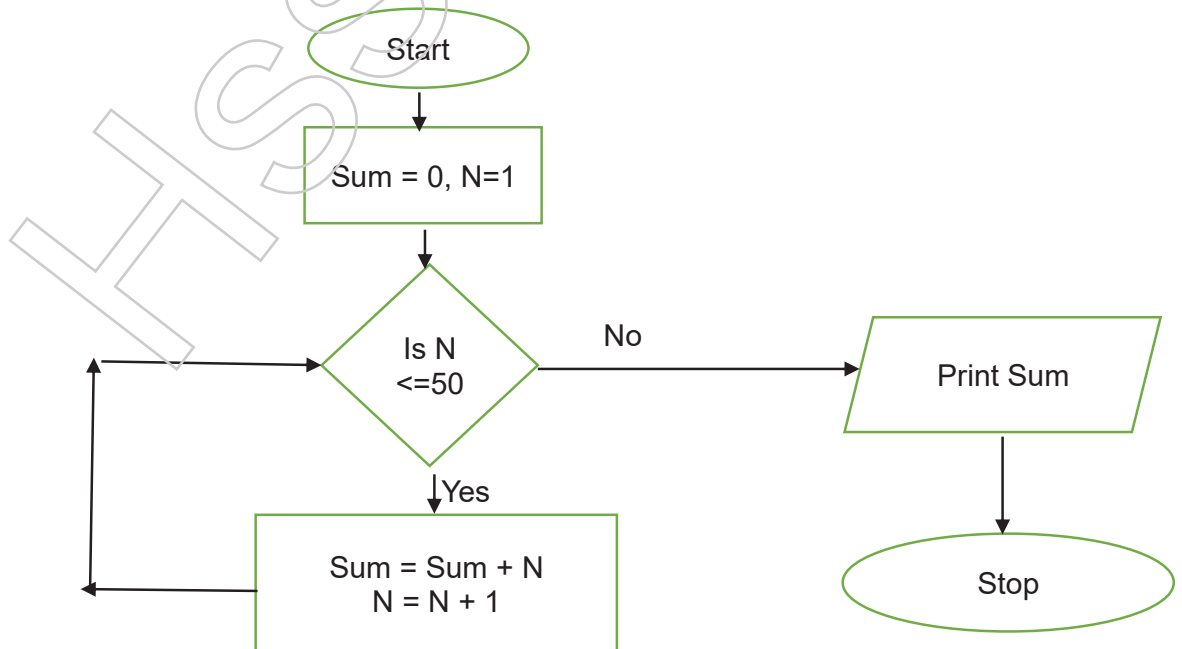 Start
Sum = 0, N=1
Is N
<=50
No
Print Sum
Yes
Sum = Sum + N
N = N + 1
Stop